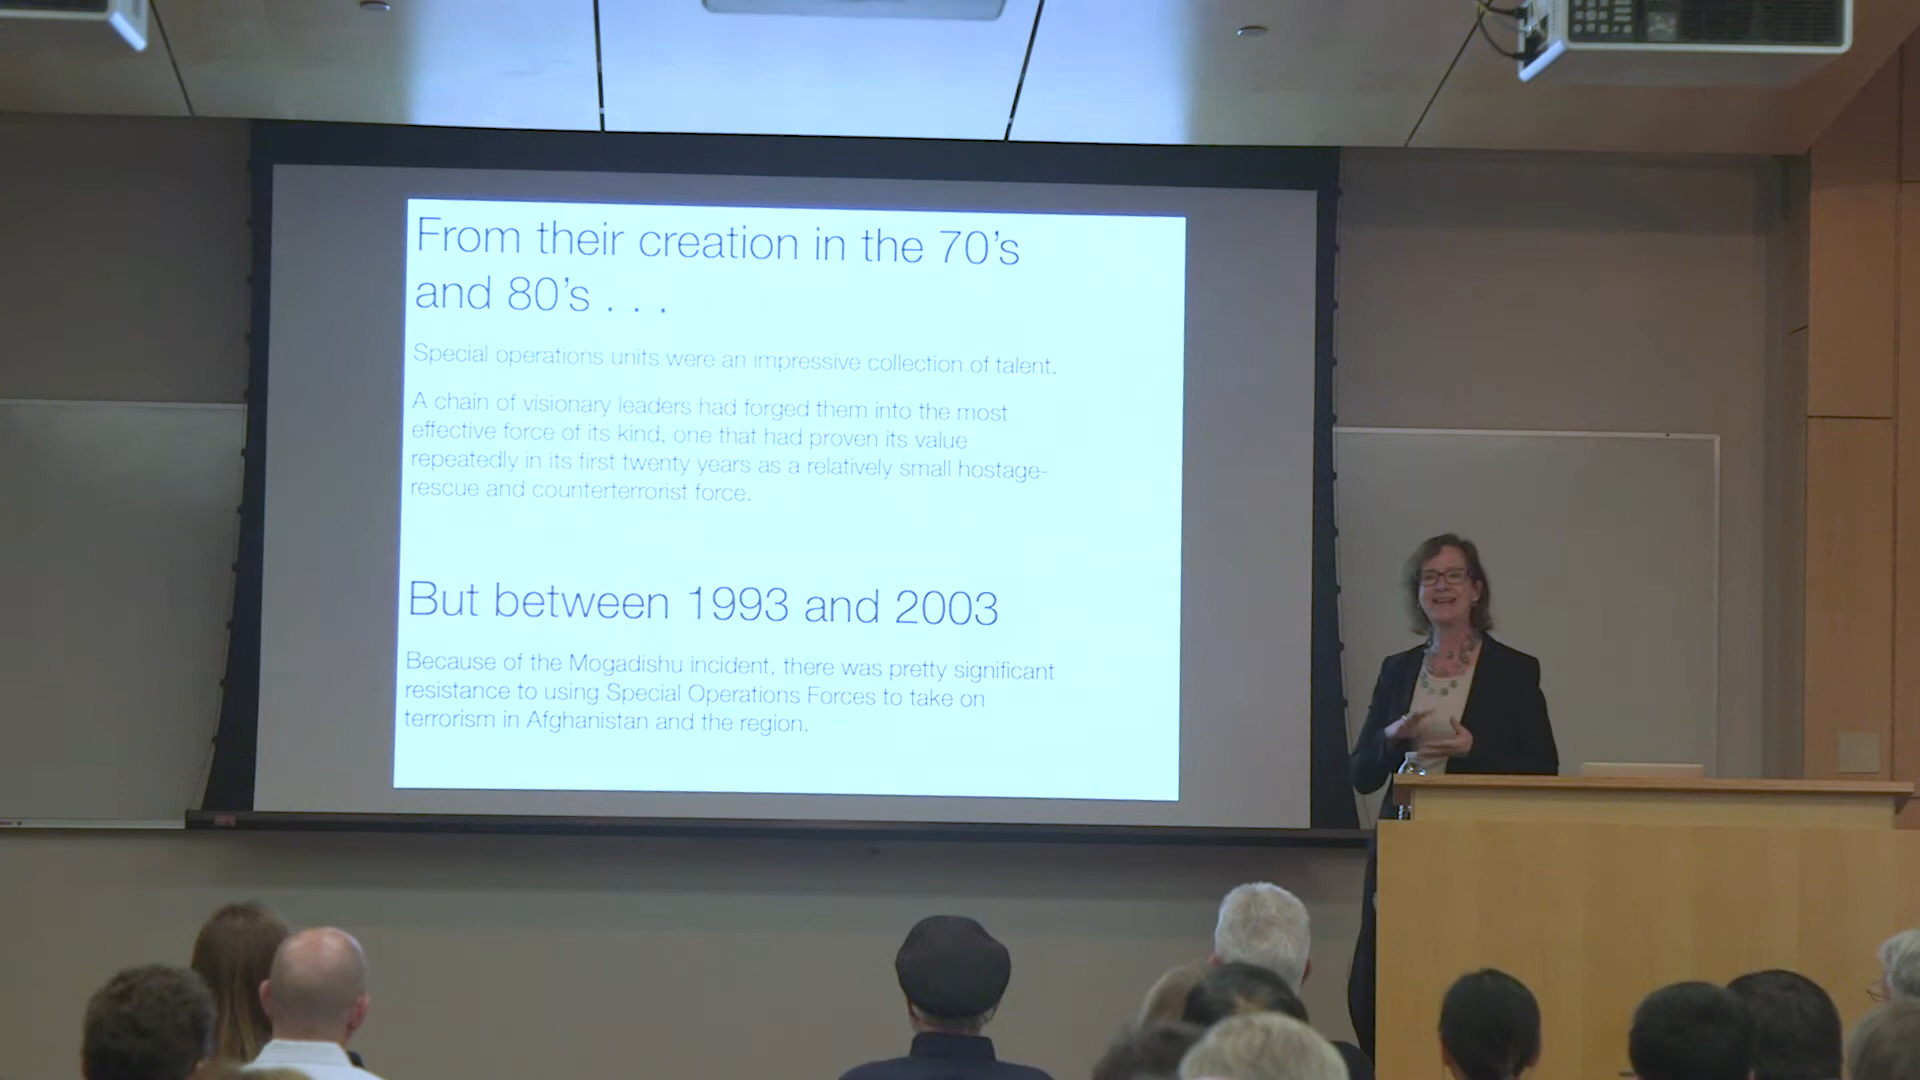 From their creation in the 70's
and 80's . . .
Special operations units were an impressive collection of talent.
A chain of visionary leaders had forged them into the most
effective force of its kind, one that had proven its value
repeatedly in its first twenty years as a relatively small hostage-
rescue and counterterrorist force.
But between 1993 and 2003
Because of the Mogadishu incident, there was pretty significant
resistance to using Special Operations Forces to take on
terrorism in Afghanistan and the region.